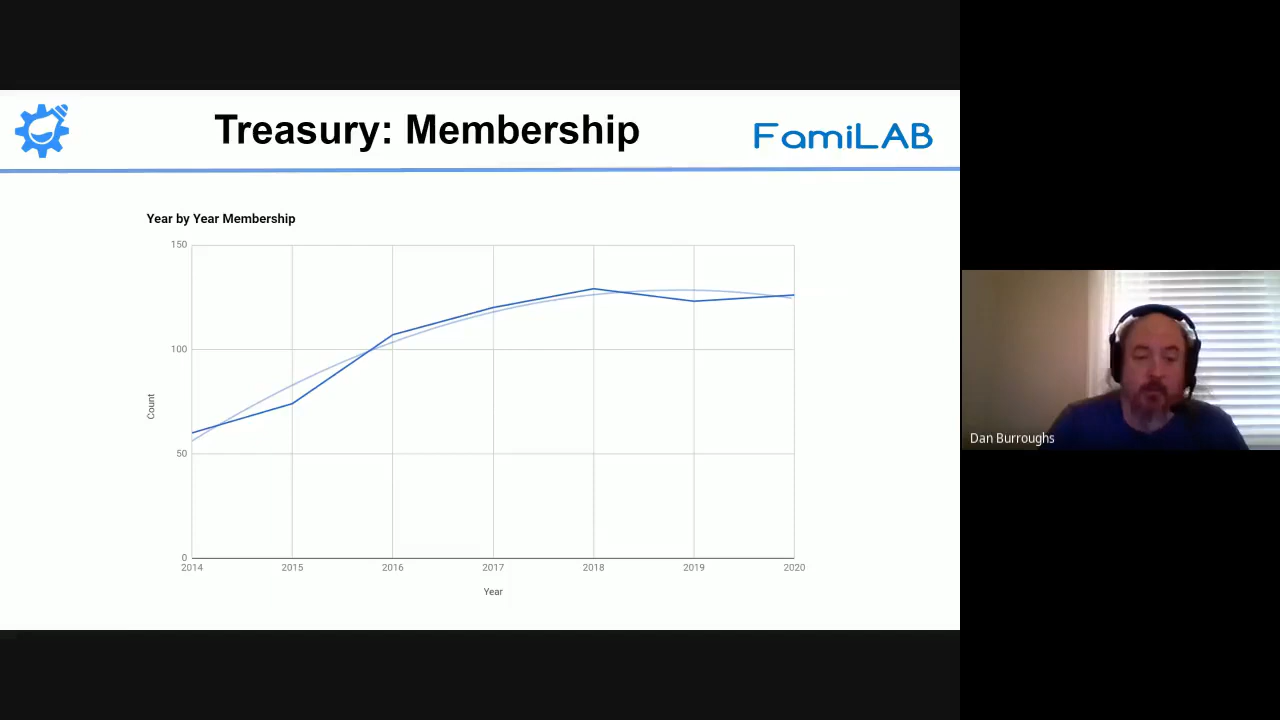 Treasury: Membership
FamiLAB
Year by Year Membership
150
100
50
0
Count
2014 2015 2016 2017 2018 2019 2020
Year
Dan Burroughs